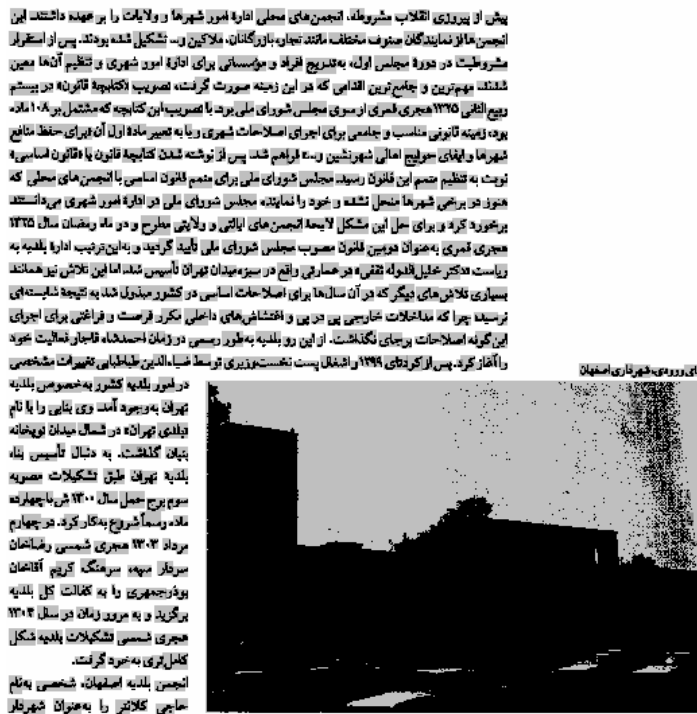 پیش از پیروزی انقلاب مشروطه، انجمن‌های محلی ادارهٔ امور شهرها و ولایات را بر عهده داشتند. این
انجمن‌ها از نمایندگان صنوف مختلف مانند تجار، بازرگانان، ملاکین و... تشکیل شده بودند. پس از استقرار
مشروطیت در دورهٔ مجلس اول، به‌تدریج افراد و مؤسساتی برای ادارهٔ امور شهری و تنظیم آن‌ها معین
شدند. مهم‌ترین و جامع‌ترین اقدامی که در این زمینه صورت گرفت، تصویب «کتابچهٔ قانون» در بیستم
ربیع‌الثانی ۱۳۲۵ هجری قمری از سوی مجلس شورای ملی بود. با تصویب این کتابچه که مشتمل بر ۱۰۸ ماده
بود، زمینه قانونی مناسب و جامعی برای اجرای اصلاحات شهری و یا به تعبیر مادهٔ اول آن «برای حفظ منافع
شهرها و ایفای حوایج اهالی شهرنشین و...» فراهم شد. پس از نوشته شدن کتابچهٔ قانون یا «قانون اساسی»
نوبت به تنظیم متمم این قانون رسید. مجلس شورای ملی برای متمم قانون اساسی با انجمن‌های محلی که
هنوز در برخی شهرها منحل نشده و خود را نماینده مجلس شورای ملی در ادارهٔ امور شهری می‌دانستند
برخورد کرد و برای حل این مشکل لایحهٔ انجمن‌های ایالتی و ولایتی مطرح و در ماه رمضان سال ۱۳۲۵
هجری قمری به‌عنوان دومین قانون مصوب مجلس شورای ملی تأیید گردید و به‌این‌ترتیب ادارهٔ بلدیه به
ریاست «دکتر خلیل‌الدوله ثقفی» در عمارتی واقع در سبزه‌میدان تهران تأسیس شد، اما این تلاش نیز همانند
بسیاری تلاش‌های دیگر که در آن سال‌ها برای اصلاحات اساسی در کشور مبذول شد به نتیجهٔ شایسته‌ای
نرسید؛ چرا که مداخلات خارجی پی در پی و اغتشاش‌های داخلی مکرر فرصت و فراغتی برای اجرای
این‌گونه اصلاحات برجای نگذاشت. از این رو بلدیه به‌طور رسمی در زمان احمدشاه قاجار فعالیت خود
را آغاز کرد. پس از کودتای ۱۲۹۹ و اشغال پست نخست‌وزیری توسط ضیاءالدین طباطبایی تغییرات مشخصی
در امور بلدیه کشور به‌خصوص بلدیه
تهران به‌وجود آمد. وی بنایی را با نام
«بلدی تهران» در شمال میدان توپخانه
بنیان گذاشت. به دنبال تأسیس بنا،
بلدیهٔ تهران طبق تشکیلات مصوبه
سوم برج حمل سال ۱۳۰۰ ش با چهارده
ماده رسماً شروع به‌کار کرد. در چهارم
مرداد ۱۳۰۲ هجری شمسی رضاخان
سردار سپه، سرهنگ کریم آقاخان
بوذرجمهری را به کفالت کل بلدیه
برگزید و به مرور زمان در سال ۱۳۰۴
هجری شمسی تشکیلات بلدیه شکل
کامل‌تری به‌خود گرفت.
انجمن بلدیه اصفهان، شخصی به‌نام
حاجی کلانتر را به‌عنوان شهردار
ای ورودی، شهرداری اصفهان